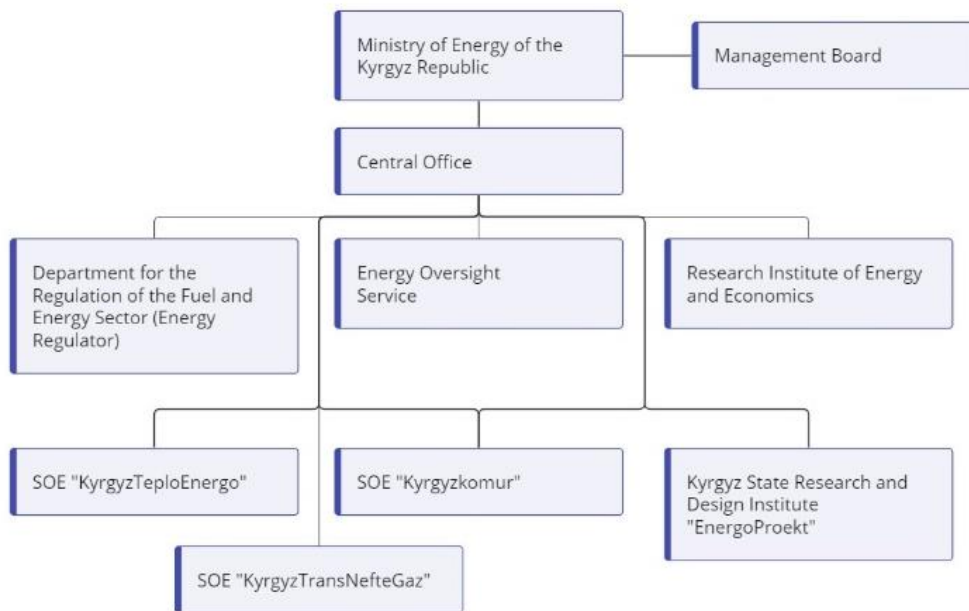 Ministry of Energy of the
Kyrgyz Republic
Management Board
Central Office
Department for the
Regulation of the Fuel and
Energy Sector (Energy
Regulator)
Energy Oversight
Service
Research Institute of Energy
and Economics
SOE "KyrgyzTeploEnergo"
SOE "Kyrgyzkomur"
Kyrgyz State Research and
Design Institute
"EnergoProekt"
SOE "KyrgyzTransNefteGaz"